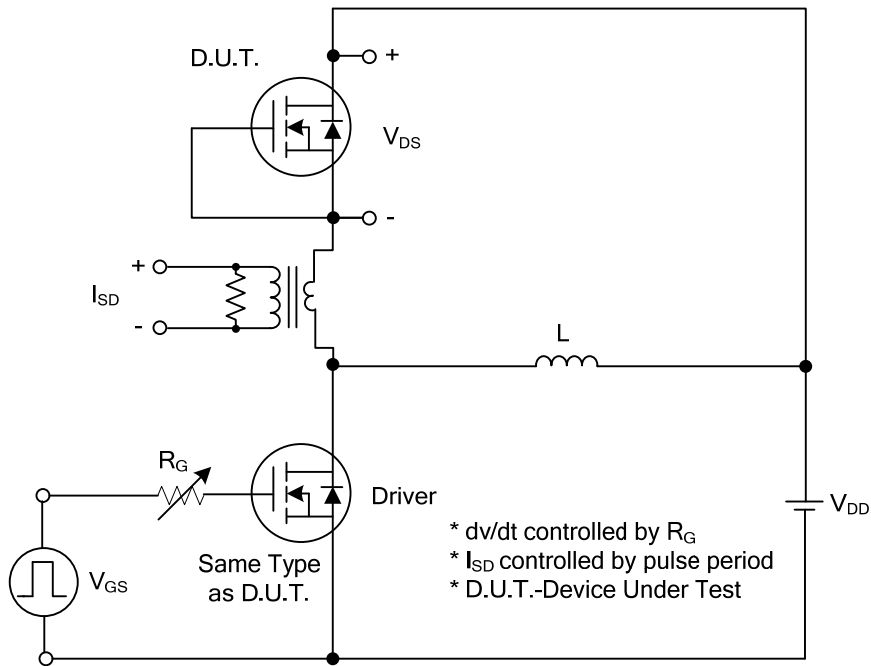 D.U.T.
+
VDS
-
+
ISD
-
L
RG
Driver
VDD
VGS
Same Type
as D.U.T.
* dv/dt controlled by RG
* ISD controlled by pulse period
* D.U.T.-Device Under Test